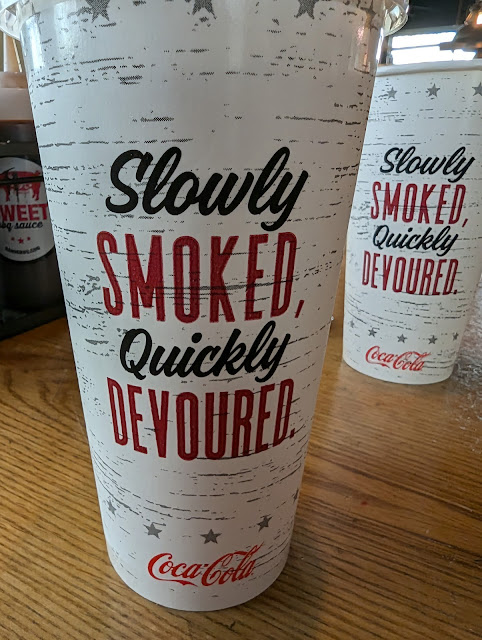 Slowly
SMOKED,
Quickly
DEVOURED.
Coca-Cola
Slowly
SMOKED,
Quickly
DEVOURED.
Coca-Cola
SWEET
bbq sauce